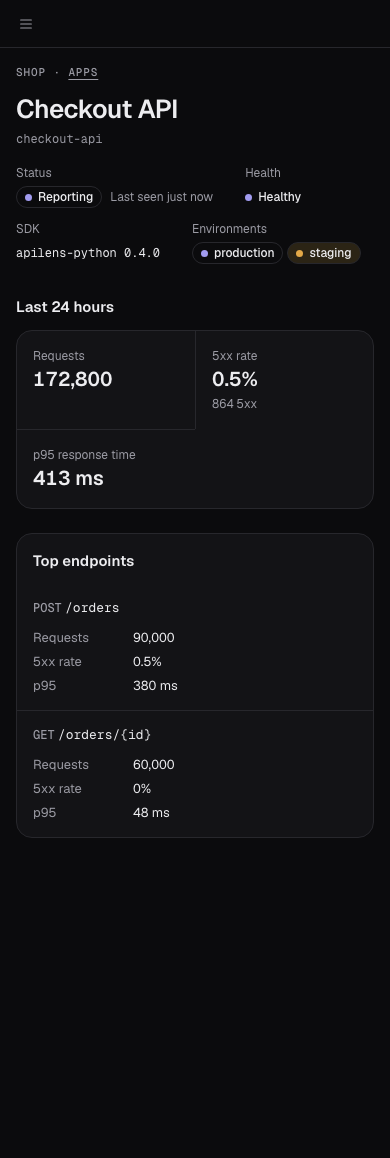 SHOP · APPS
Checkout API
checkout-api
Status
Health
Reporting Last seen just now
Healthy
SDK
Environments
apilens-python 0.4.0
production staging
Last 24 hours
Requests
172,800
5xx rate
0.5%
864 5xx
p95 response time
413 ms
Top endpoints
POST /orders
Requests 90,000
5xx rate 0.5%
p95 380 ms
GET /orders/{id}
Requests 60,000
5xx rate 0%
p95 48 ms